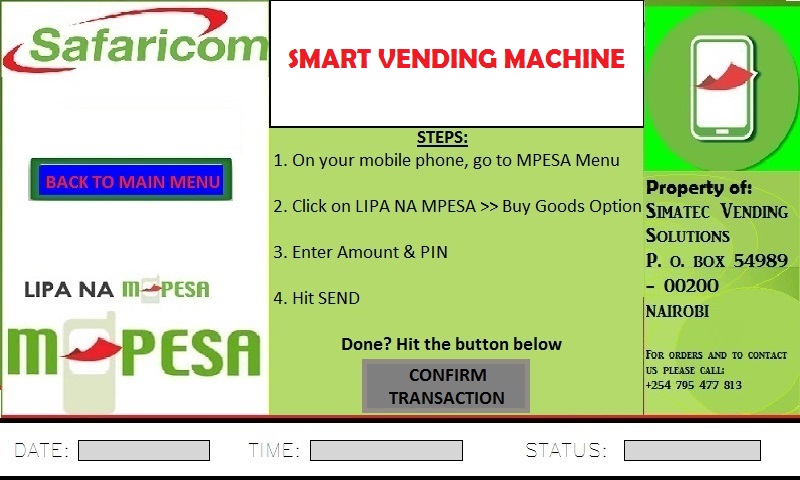 Safaricom
SMART VENDING MACHINE
BACK TO MAIN MENU
LIPA NA M-PESA
M-PESA
STEPS:
1. On your mobile phone, go to MPESA Menu
2. Click on LIPA NA MPESA >> Buy Goods Option
3. Enter Amount & PIN
4. Hit SEND
Done? Hit the button below
CONFIRM
TRANSACTION
Property of:
SIMATEC VENDING
SOLUTIONS
P. O. BOX 54989
- 00200
NAIROBI
FOR ORDERS AND TO CONTACT
US, PLEASE CALL:
+254 795 477 813
DATE:
TIME:
STATUS: